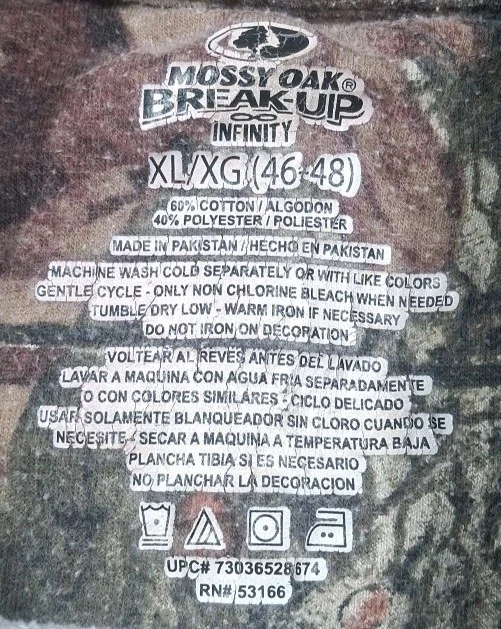 MOSSY OAK®
BREAK-UP
INFINITY
XL/XG (46-48)
60% COTTON / ALGODON
40% POLYESTER / POLIESTER
MADE IN PAKISTAN / HECHO EN PAKISTAN
MACHINE WASH COLD SEPARATELY OR WITH LIKE COLORS
GENTLE CYCLE - ONLY NON CHLORINE BLEACH WHEN NEEDED
TUMBLE DRY LOW - WARM IRON IF NECESSARY
DO NOT IRON ON DECORATION
VOLTEAR AL REVES ANTES DEL LAVADO
LAVAR A MAQUINA CON AGUA FRIA SEPARADAMENTE
O CON COLORES SIMILARES - CICLO DELICADO
USAR SOLAMENTE BLANQUEADOR SIN CLORO CUANDO SE
NECESITE - SECAR A MAQUINA A TEMPERATURA BAJA
PLANCHA TIBIA SI ES NECESARIO
NO PLANCHAR LA DECORACION
UPC# 73036528674
RN# 53166